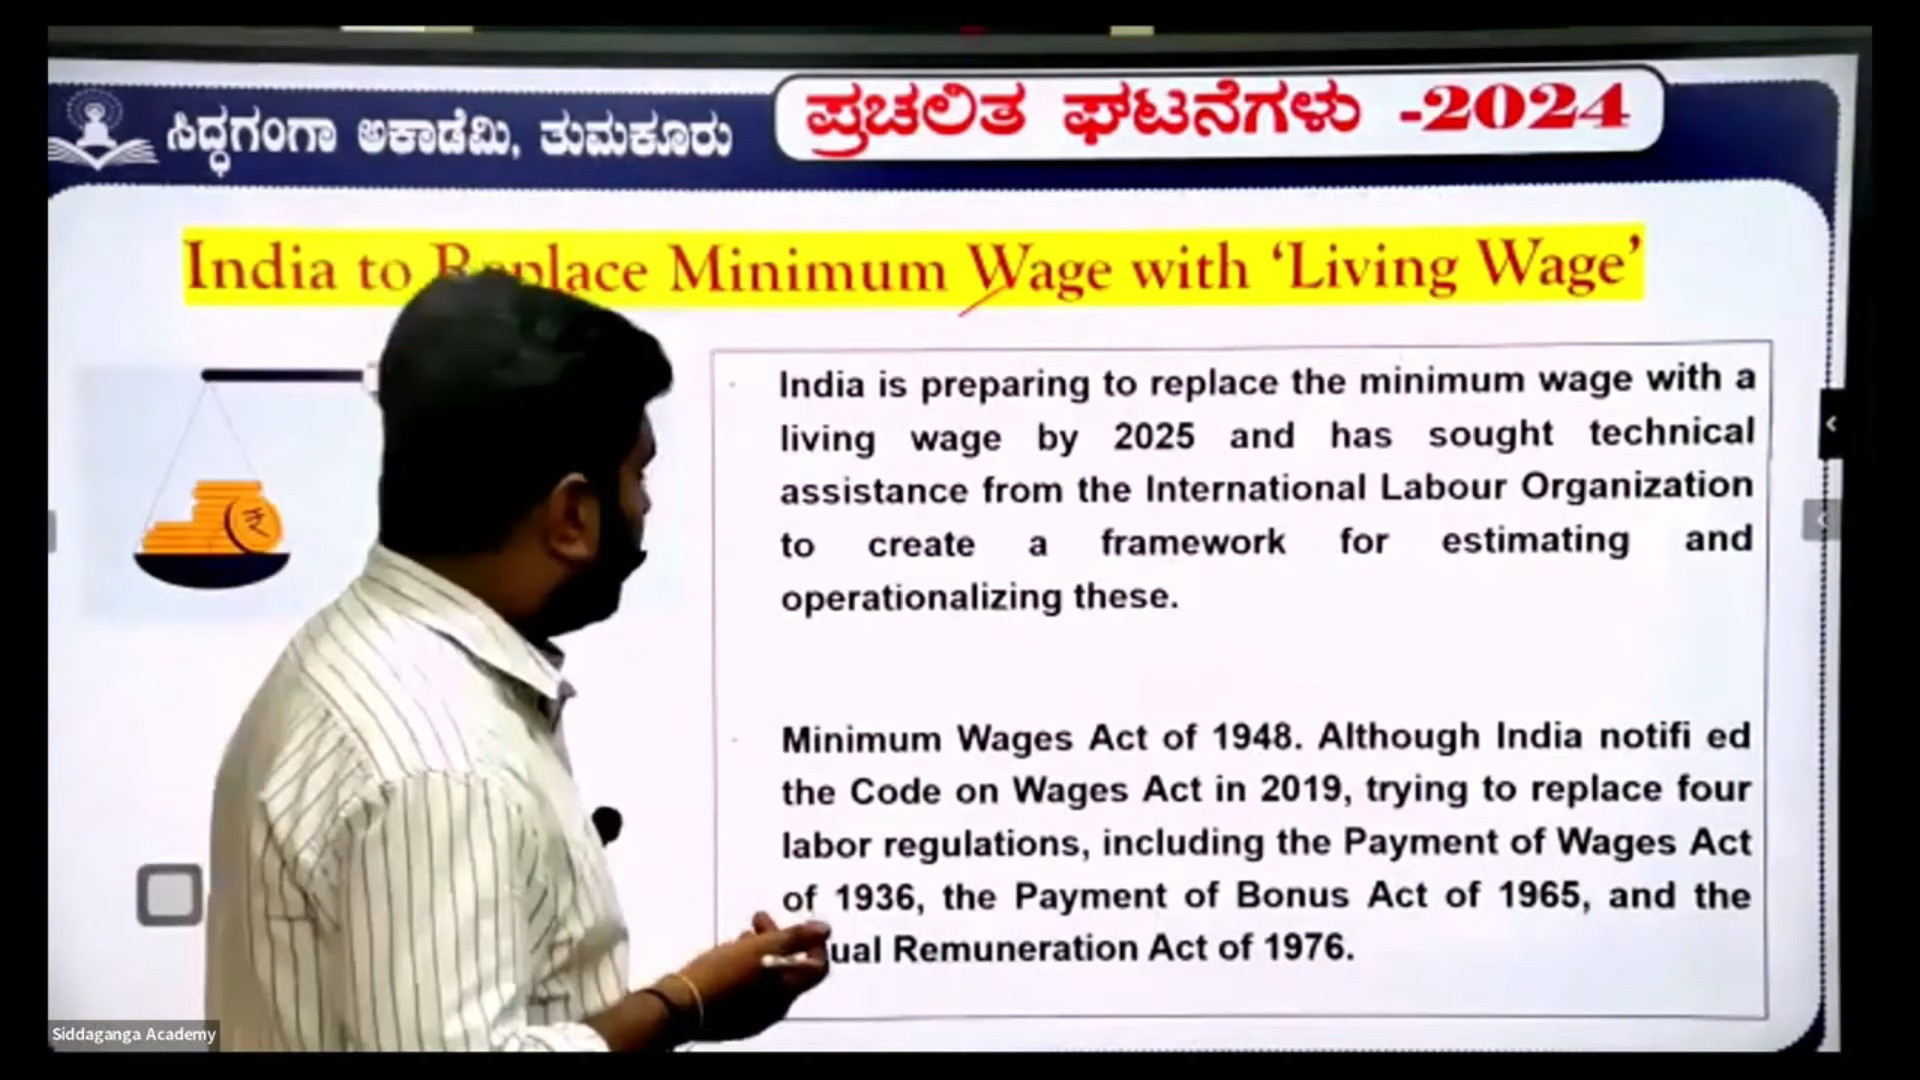 ಸಿದ್ಧಗಂಗಾ ಅಕಾಡೆಮಿ, ತುಮಕೂರು
ಪ್ರಚಲಿತ ಘಟನೆಗಳು -2024
India to Replace Minimum Wage with ‘Living Wage’
India is preparing to replace the minimum wage with a
living wage by 2025 and has sought technical
assistance from the International Labour Organization
to create a framework for estimating and
operationalizing these.
Minimum Wages Act of 1948. Although India notifi ed
the Code on Wages Act in 2019, trying to replace four
labor regulations, including the Payment of Wages Act
of 1936, the Payment of Bonus Act of 1965, and the
ual Remuneration Act of 1976.
₹
Siddaganga Academy